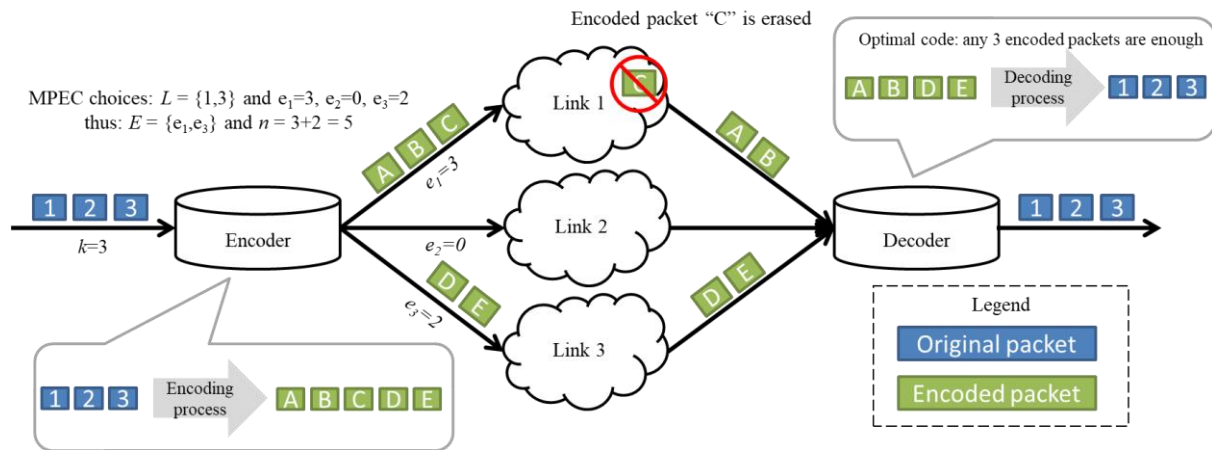 Encoded packet “C” is erased
MPEC choices: L = {1,3} and e₁=3, e₂=0, e₃=2
thus: E = {e₁,e₃} and n = 3+2 = 5
1 2 3
k=3
Encoder
A B C
e₁=3
e₂=0
D E
e₃=2
Link 1
C
Link 2
Link 3
A B
D E
Decoder
1 2 3
Optimal code: any 3 encoded packets are enough
A B D E
Decoding
process
1 2 3
1 2 3
Encoding
process
A B C D E
Legend
Original packet
Encoded packet